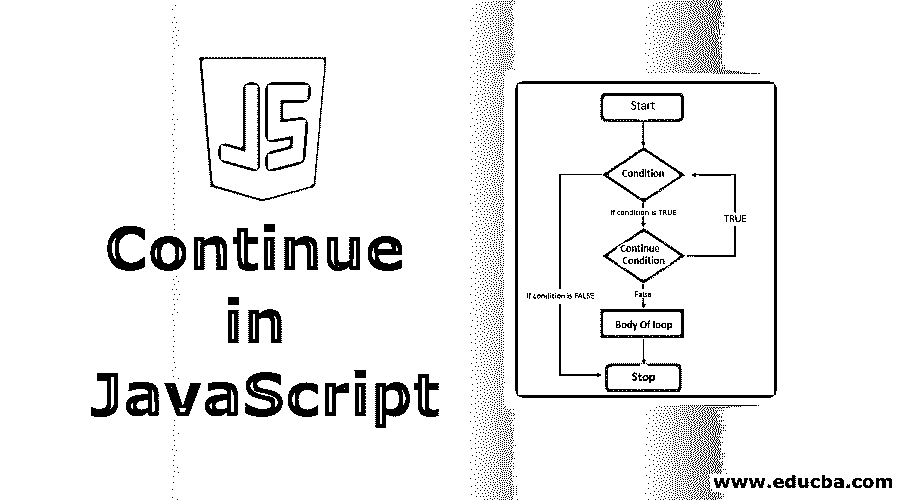 JS
Continue
in
JavaScript
Start
Condition
If condition is TRUE
TRUE
Continue
Condition
If condition is FALSE
False
Body Of loop
Stop
www.educba.com